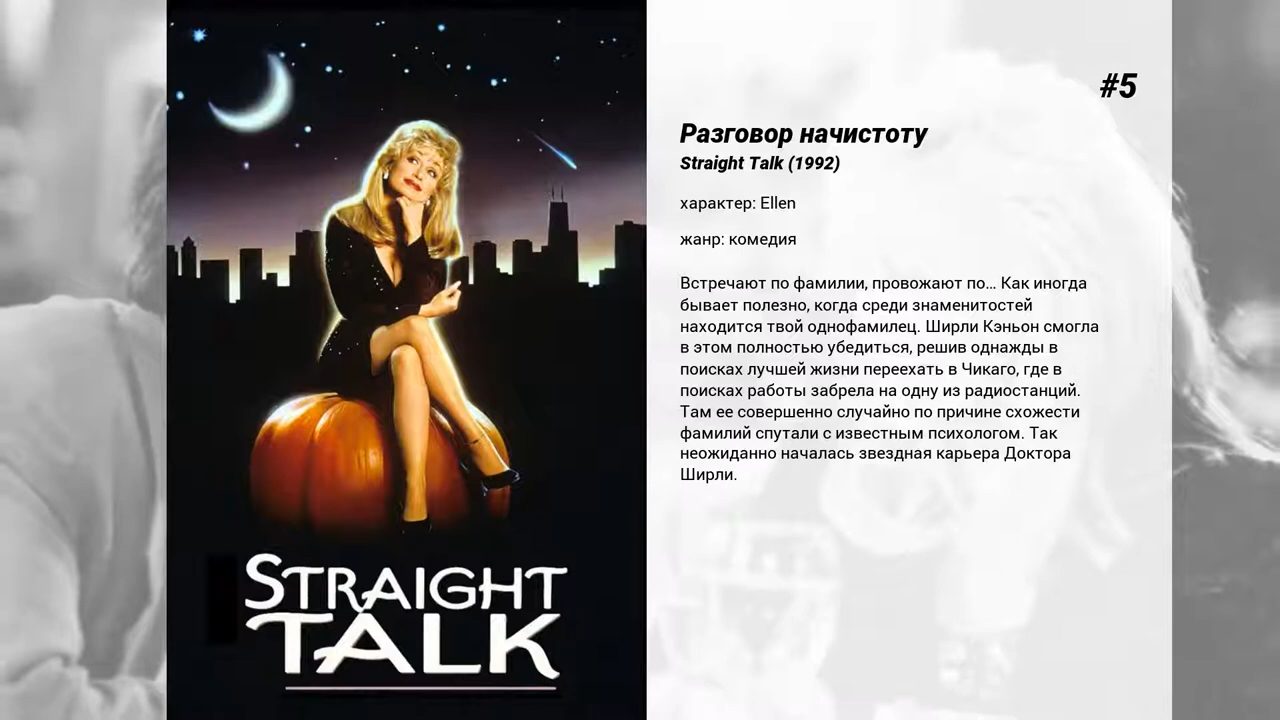 STRAIGHT
TALK
#5
Разговор начистоту
Straight Talk (1992)
характер: Ellen
жанр: комедия
Встречают по фамилии, провожают по… Как иногда
бывает полезно, когда среди знаменитостей
находится твой однофамилец. Ширли Кэньон смогла
в этом полностью убедиться, решив однажды в
поисках лучшей жизни переехать в Чикаго, где в
поисках работы забрела на одну из радиостанций.
Там ее совершенно случайно по причине схожести
фамилий спутали с известным психологом. Так
неожиданно началась звездная карьера Доктора
Ширли.